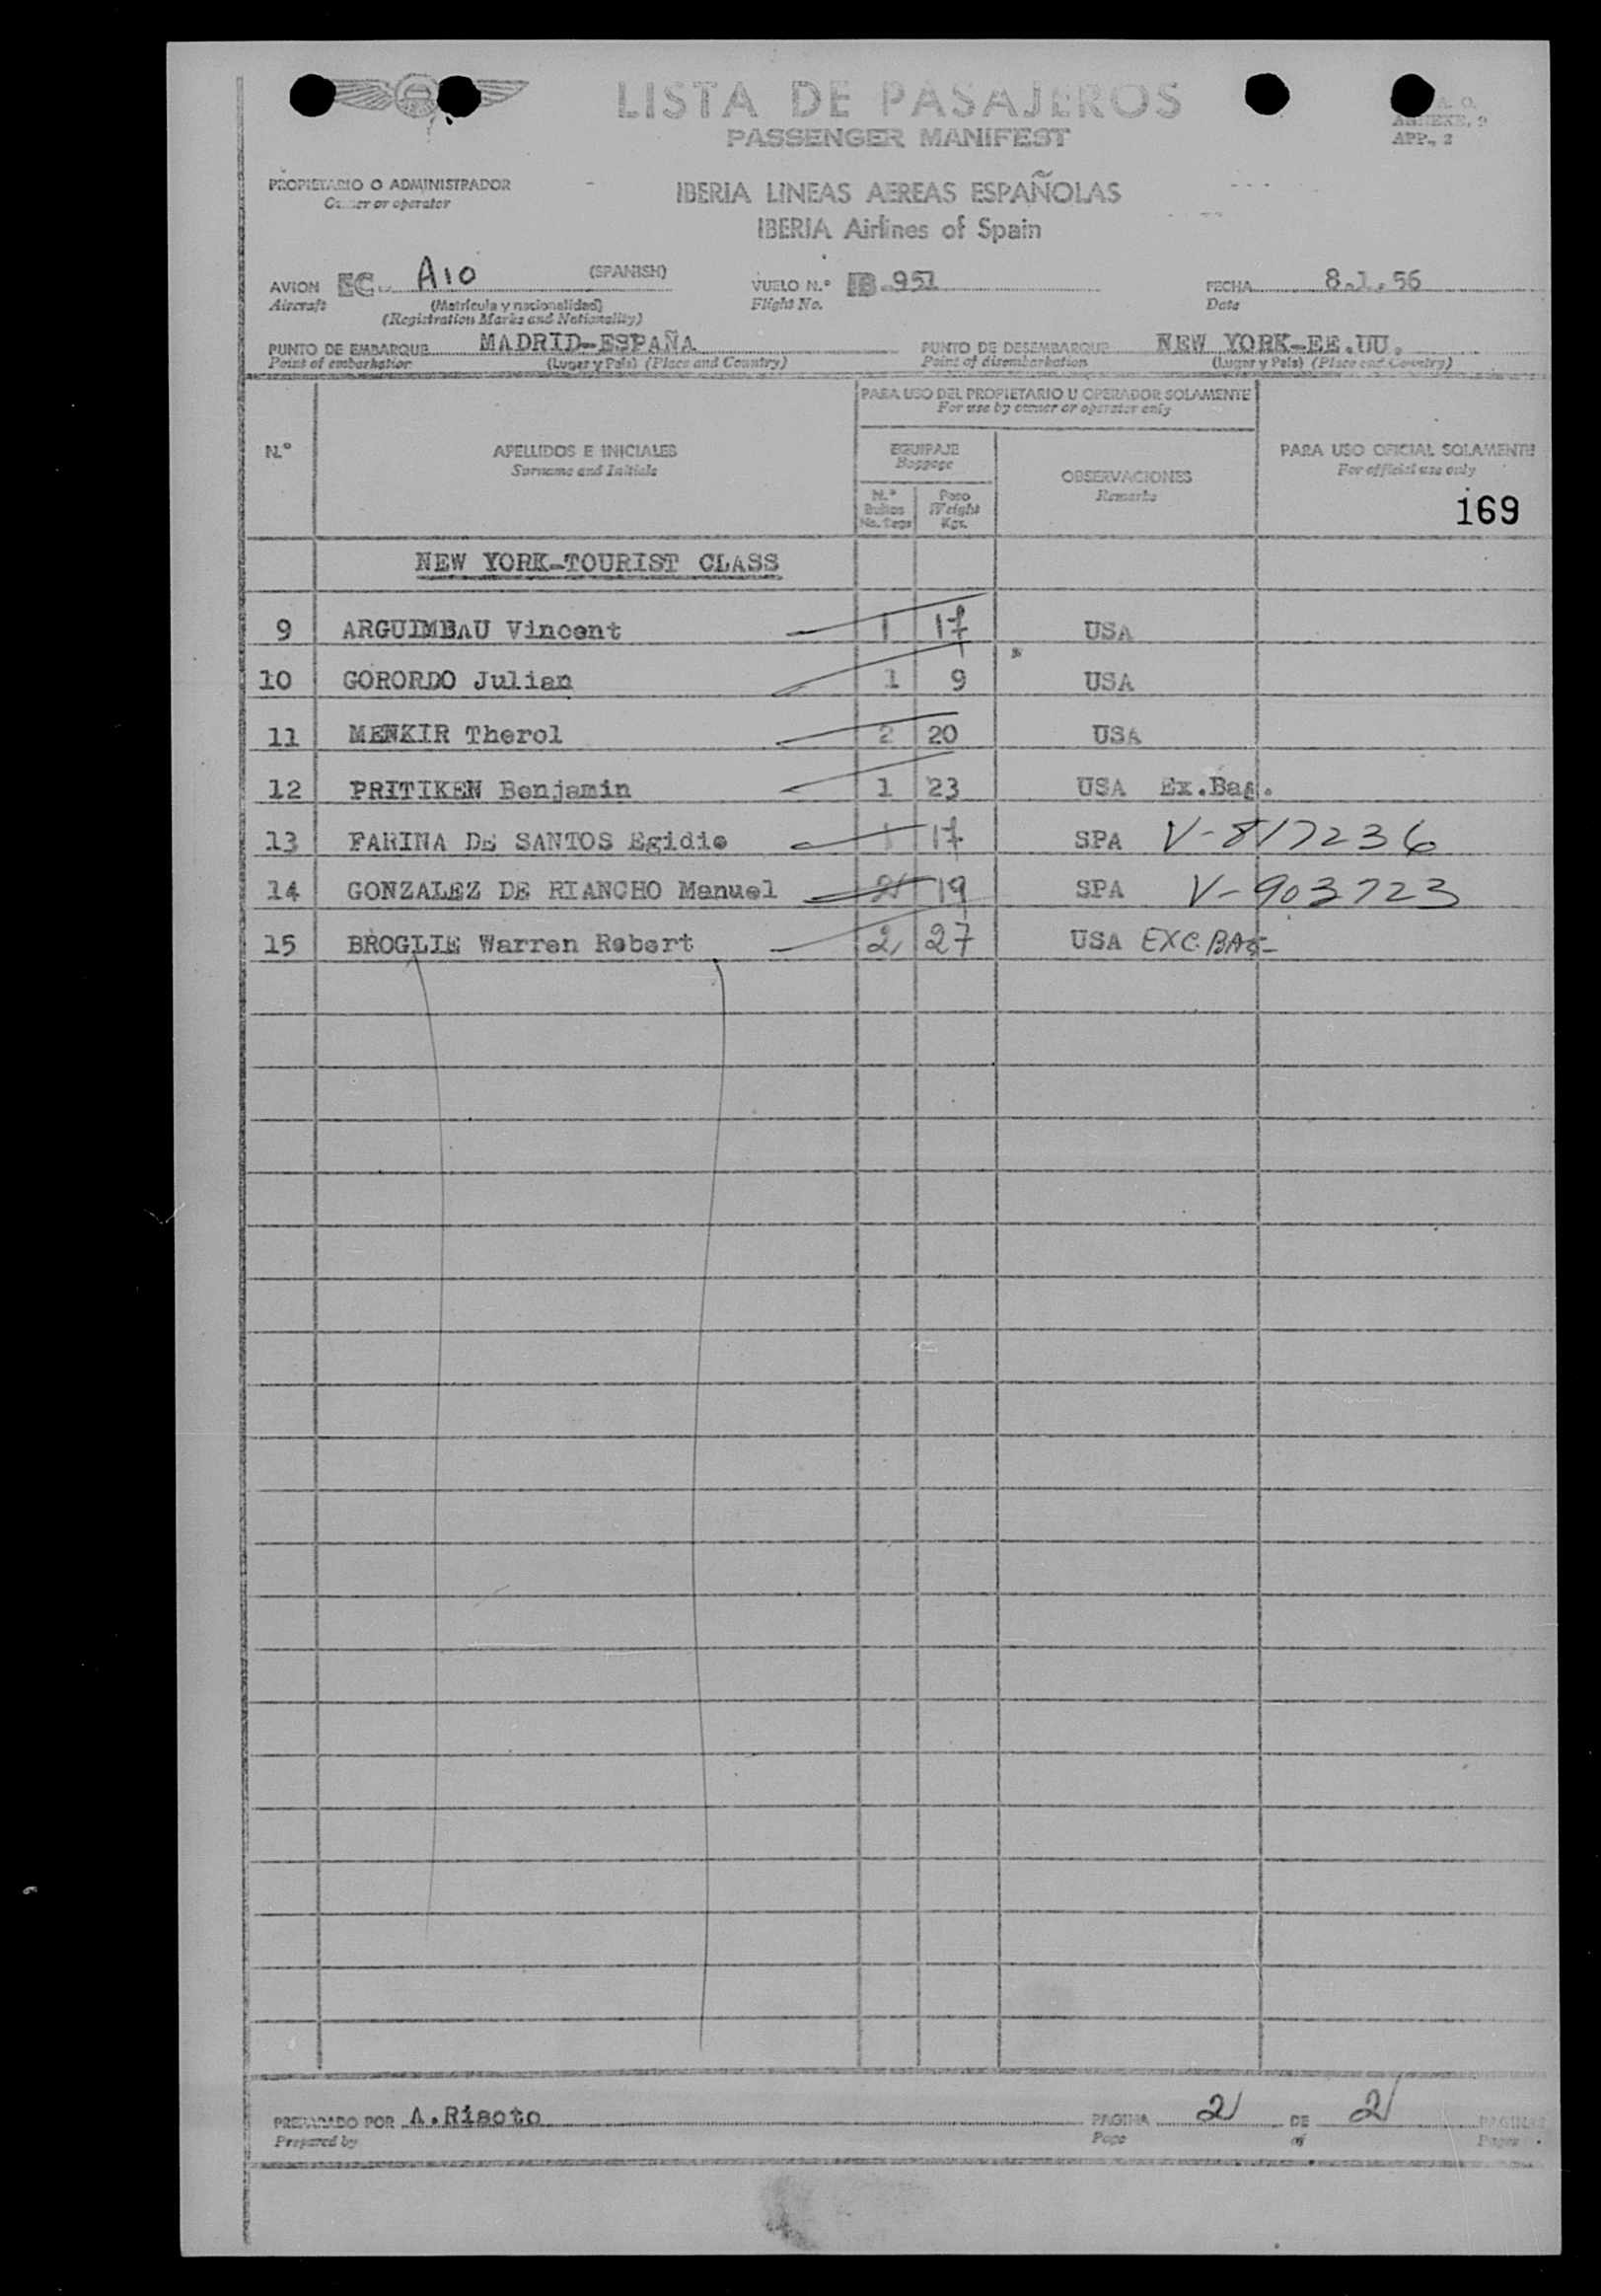 LISTA DE PASAJEROS
PASSENGER MANIFEST
A. O.
ANNEXE. 9
APP., 2
PROPIETARIO O ADMINISTRADOR
Owner or operator
IBERIA LINEAS AEREAS ESPAÑOLAS
IBERIA Airlines of Spain
AVION EC- A10 (SPANISH) VUELO N.º IB.951 FECHA 8.1.56
Aircraft (Matrícula y nacionalidad) Flight No. Date
(Registration Marks and Nationality)
PUNTO DE EMBARQUE MADRID-ESPAÑA PUNTO DE DESEMBARQUE NEW YORK-EE.UU.
Point of embarkation (Lugar y País) (Place and Country) Point of disembarkation (Lugar y País) (Place and Country)
PARA USO DEL PROPIETARIO U OPERADOR SOLAMENTE
For use by owner or operator only
N.º APELLIDOS E INICIALES EQUIPAJE PARA USO OFICIAL SOLAMENTE
Surname and Initials Baggage OBSERVACIONES For official use only
Remarks
N.º Peso
Bultos Weight 169
No. Tags Kgs.
NEW YORK-TOURIST CLASS
9 ARGUIMBAU Vincent 1 17 USA
10 GORORDO Julian 1 9 USA
11 MENKIR Therol 2 20 USA
12 PRITIKEN Benjamin 1 23 USA Ex.Bag.
13 FARINA DE SANTOS Egidio 1 17 SPA V-817236
14 GONZALEZ DE RIANCHO Manuel 2 19 SPA V-903723
15 BROGLIE Warren Robert 2 27 USA EXC.BAG-
PREPARADO POR A.Risoto PAGINA 2 DE 2 PAGINAS
Prepared by Page of Pages